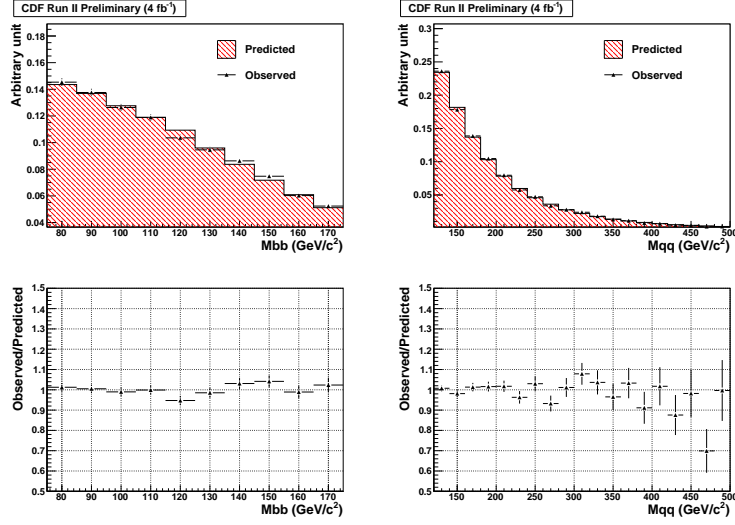 CDF Run II Preliminary (4 fb⁻¹)
Arbitrary unit
0.18
0.16
0.14
0.12
0.1
0.08
0.06
0.04
Predicted
Observed
80 90 100 110 120 130 140 150 160 170
Mbb (GeV/c²)
CDF Run II Preliminary (4 fb⁻¹)
Arbitrary unit
0.3
0.25
0.2
0.15
0.1
0.05
Predicted
Observed
150 200 250 300 350 400 450 500
Mqq (GeV/c²)
Observed/Predicted
1.5
1.4
1.3
1.2
1.1
1
0.9
0.8
0.7
0.6
0.5
80 90 100 110 120 130 140 150 160 170
Mbb (GeV/c²)
Observed/Predicted
1.5
1.4
1.3
1.2
1.1
1
0.9
0.8
0.7
0.6
0.5
150 200 250 300 350 400 450 500
Mqq (GeV/c²)